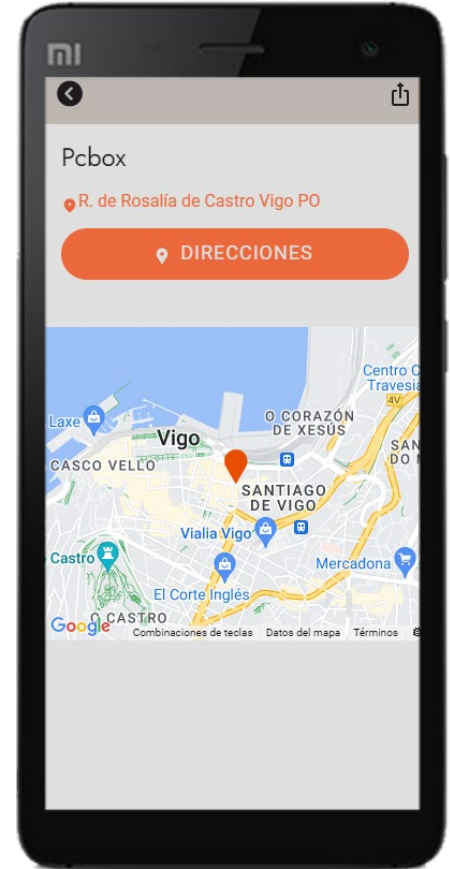 MI
Pcbox
R. de Rosalía de Castro Vigo PO
DIRECCIONES
Centro C
Travesía
4V
Laxe
O CORAZÓN
DE XESÚS
Vigo
CASCO VELLO
SAN
DO
SANTIAGO
DE VIGO
Vialia Vigo
Castro
Mercadona
El Corte Inglés
O CASTRO
Google
Combinaciones de teclas Datos del mapa Términos